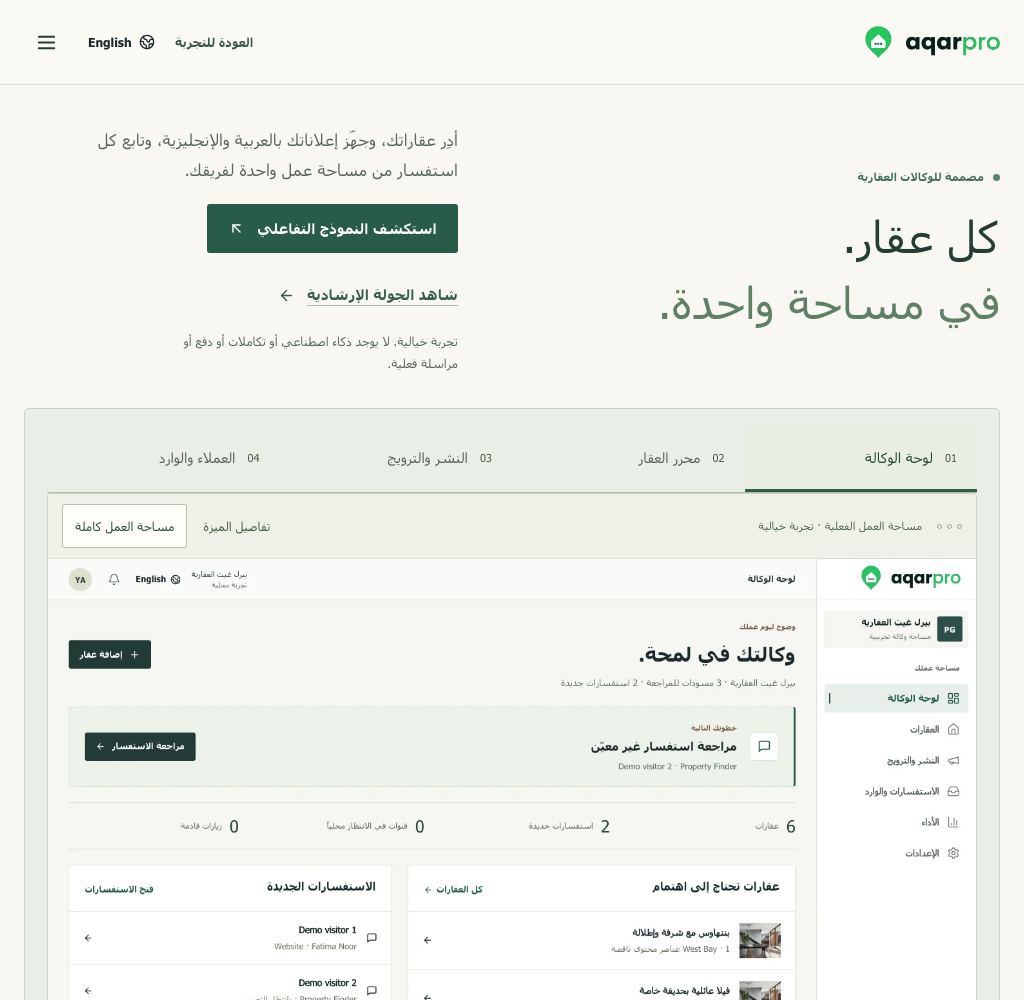 aqarpro
العودة للتجربة
English
مصممة للوكالات العقارية
كل عقار.
في مساحة واحدة.
أدِر عقاراتك، وجهّز إعلاناتك بالعربية والإنجليزية، وتابع كل
استفسار من مساحة عمل واحدة لفريقك.
استكشف النموذج التفاعلي
شاهد الجولة الإرشادية
تجربة خيالية. لا يوجد ذكاء اصطناعي أو تكاملات أو دفع أو
مراسلة فعلية.
01 لوحة الوكالة
02 محرر العقار
03 النشر والترويج
04 العملاء والوارد
مساحة العمل الفعلية · تجربة خيالية
تفاصيل الميزة
مساحة العمل كاملة
aqarpro
PG
بيرل غيت العقارية
مساحة وكالة تجريبية
مساحة عملك
لوحة الوكالة
العقارات
النشر والترويج
الاستفسارات والوارد
الأداء
الإعدادات
لوحة الوكالة
بيرل غيت العقارية
تجربة محلية
English
YA
وضوح ليوم عملك
وكالتك في لمحة.
بيرل غيت العقارية · 3 مسودات للمراجعة · 2 استفسارات جديدة
إضافة عقار
خطوتك التالية
مراجعة استفسار غير معيّن
Demo visitor 2 · Property Finder
مراجعة الاستفسار
6 عقارات
2 استفسارات جديدة
0 قنوات في الانتظار محلياً
0 زيارات قادمة
عقارات تحتاج إلى اهتمام
كل العقارات
بنتهاوس مع شرفة وإطلالة
West Bay · 1 عناصر محتوى ناقصة
فيلا عائلية بحديقة خاصة
الاستفسارات الجديدة
فتح الاستفسارات
Demo visitor 1
Website · Fatima Noor
Demo visitor 2
Property Finder